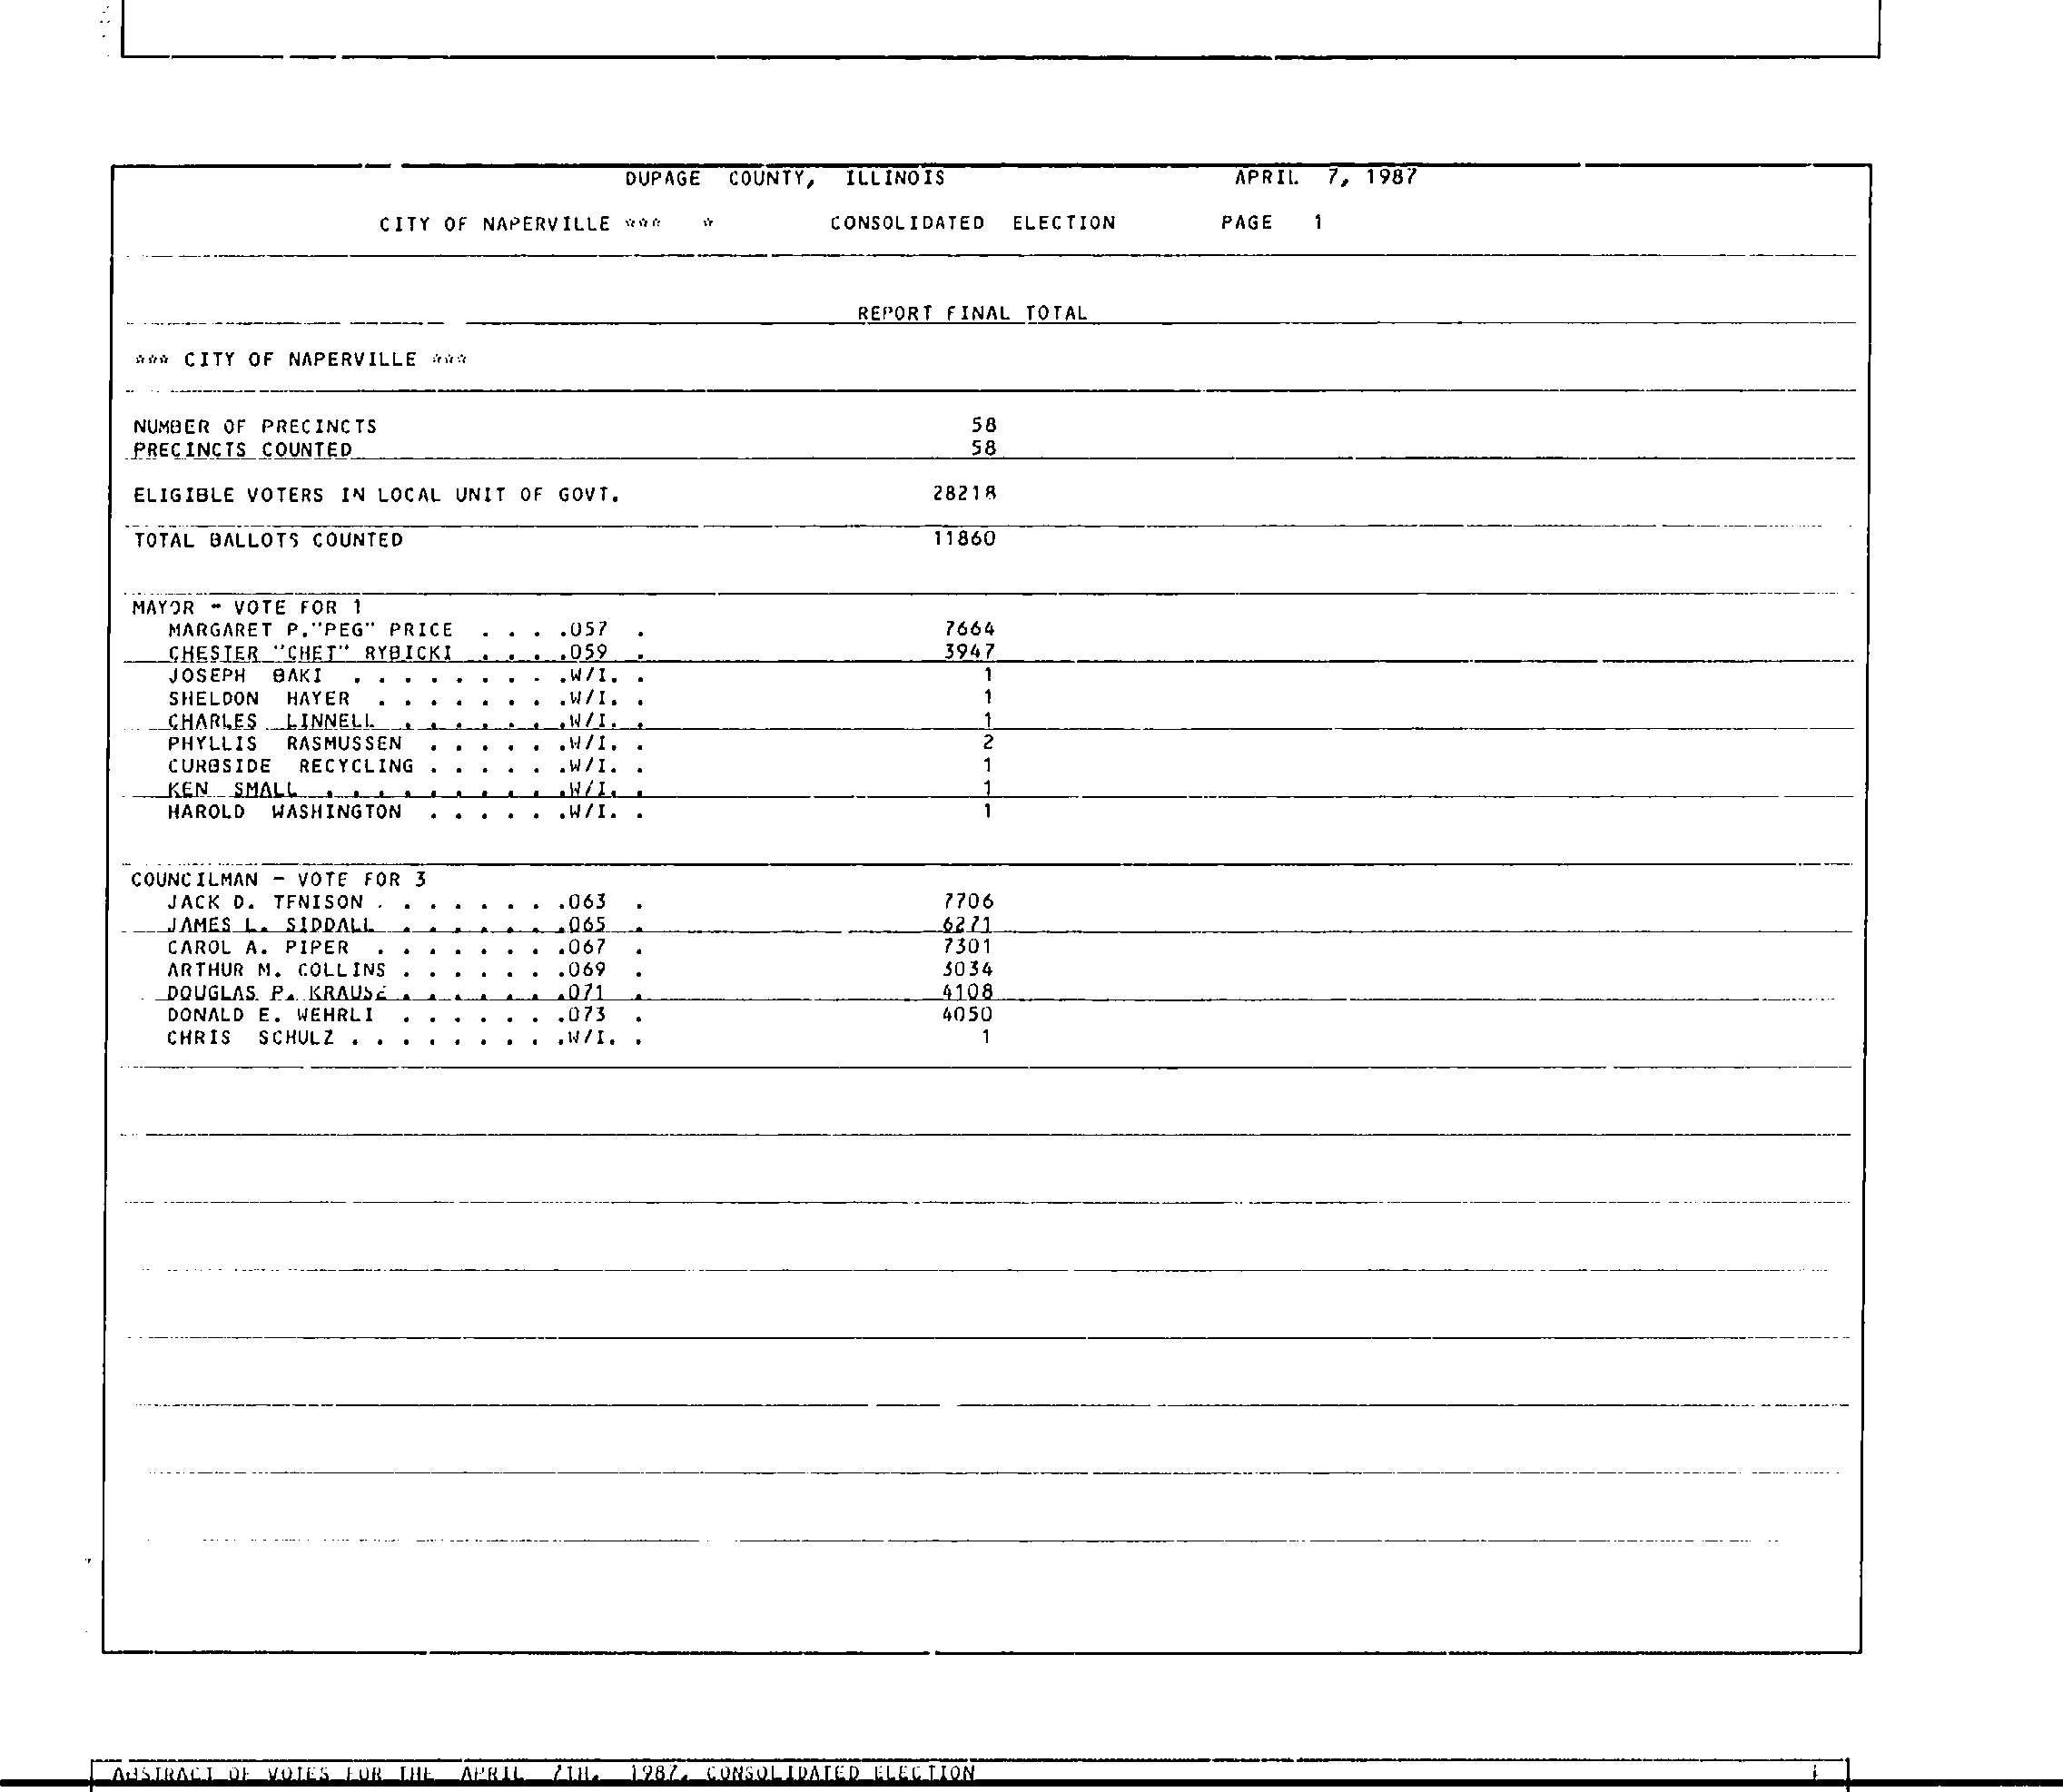 DUPAGE COUNTY, ILLINOIS APRIL 7, 1987
CITY OF NAPERVILLE *** * CONSOLIDATED ELECTION PAGE 1
REPORT FINAL TOTAL
*** CITY OF NAPERVILLE ***
NUMBER OF PRECINCTS 58
PRECINCTS COUNTED 58
ELIGIBLE VOTERS IN LOCAL UNIT OF GOVT. 28218
TOTAL BALLOTS COUNTED 11860
MAYOR - VOTE FOR 1
MARGARET P."PEG" PRICE . . . .057 . 7664
CHESTER "CHET" RYBICKI . . . .059 . 3947
JOSEPH BAKI . . . . . . . . .W/I. . 1
SHELDON HAYER . . . . . . . .W/I. . 1
CHARLES LINNELL . . . . . . .W/I. . 1
PHYLLIS RASMUSSEN . . . . . .W/I. . 2
CURBSIDE RECYCLING . . . . . .W/I. . 1
KEN SMALL . . . . . . . . . .W/I. . 1
HAROLD WASHINGTON . . . . . .W/I. . 1
COUNCILMAN - VOTE FOR 3
JACK D. TENISON . . . . . . . .063 . 7706
JAMES L. SIDDALL . . . . . . .065 . 6271
CAROL A. PIPER . . . . . . . .067 . 7301
ARTHUR M. COLLINS . . . . . . .069 . 3034
DOUGLAS P. KRAUSE . . . . . . .071 . 4108
DONALD E. WEHRLI . . . . . . .073 . 4050
CHRIS SCHULZ . . . . . . . . .W/I. . 1
ABSTRACT OF VOTES FOR THE APRIL 7TH, 1987, CONSOLIDATED ELECTION